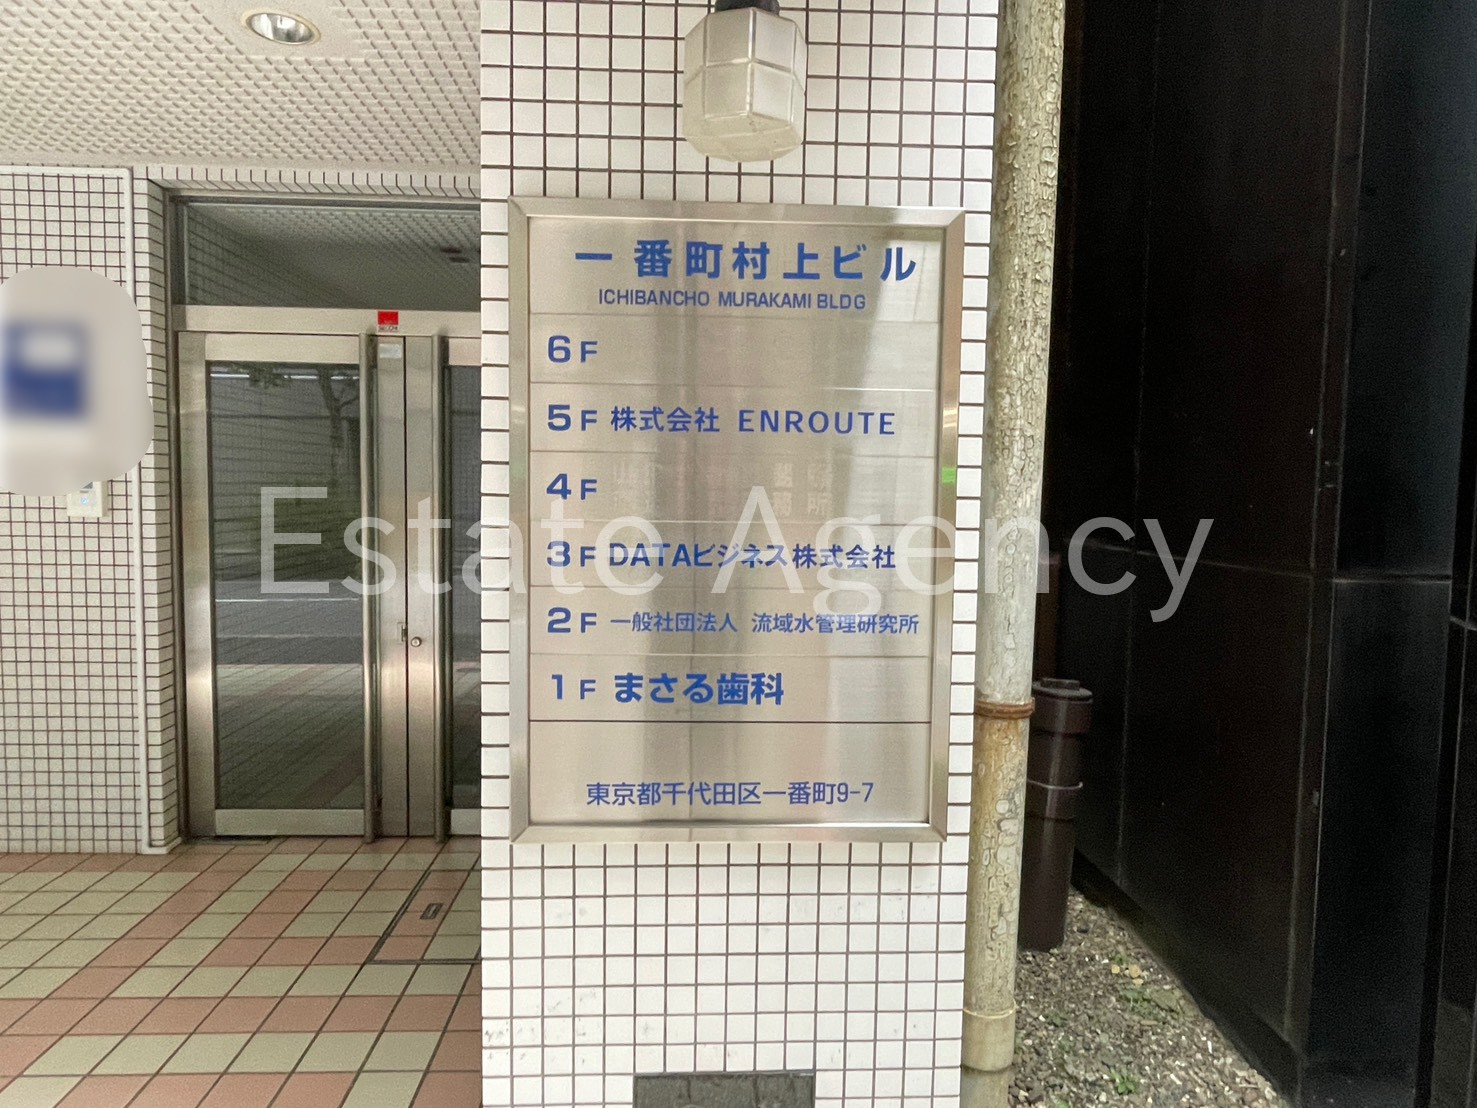 一番町村上ビル
ICHIBANCHO MURAKAMI BLDG
6F
5F 株式会社 ENROUTE
4F
3F DATAビジネス株式会社
2F 一般社団法人 流域水管理研究所
1F まさる歯科
東京都千代田区一番町9-7
Estate Agency